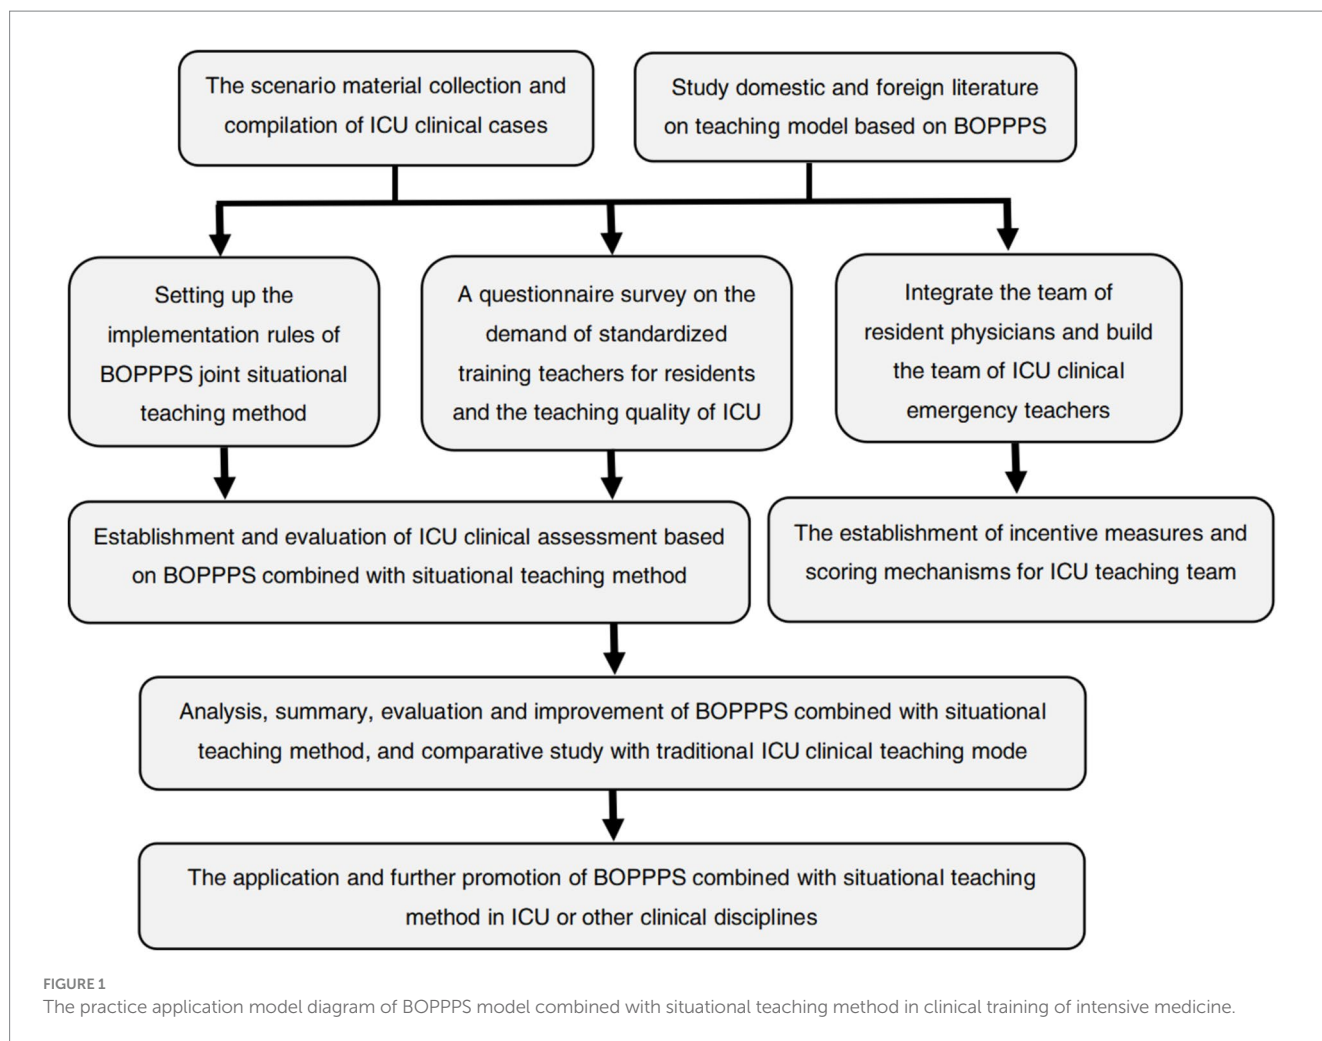 The scenario material collection and
compilation of ICU clinical cases
Study domestic and foreign literature
on teaching model based on BOPPPS
Setting up the
implementation rules of
BOPPPS joint situational
teaching method
A questionnaire survey on the
demand of standardized
training teachers for residents
and the teaching quality of ICU
Integrate the team of
resident physicians and build
the team of ICU clinical
emergency teachers
Establishment and evaluation of ICU clinical assessment based
on BOPPPS combined with situational teaching method
The establishment of incentive measures and
scoring mechanisms for ICU teaching team
Analysis, summary, evaluation and improvement of BOPPPS combined with situational
teaching method, and comparative study with traditional ICU clinical teaching mode
The application and further promotion of BOPPPS combined with situational teaching
method in ICU or other clinical disciplines
FIGURE 1
The practice application model diagram of BOPPPS model combined with situational teaching method in clinical training of intensive medicine.